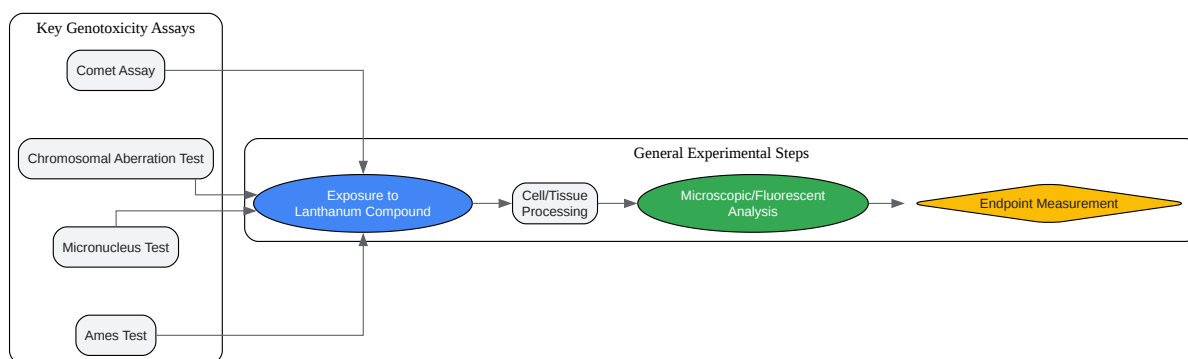 Key Genotoxicity Assays
Comet Assay
Chromosomal Aberration Test
Micronucleus Test
Ames Test
General Experimental Steps
Exposure to
Lanthanum Compound
Cell/Tissue
Processing
Microscopic/Fluorescent
Analysis
Endpoint Measurement